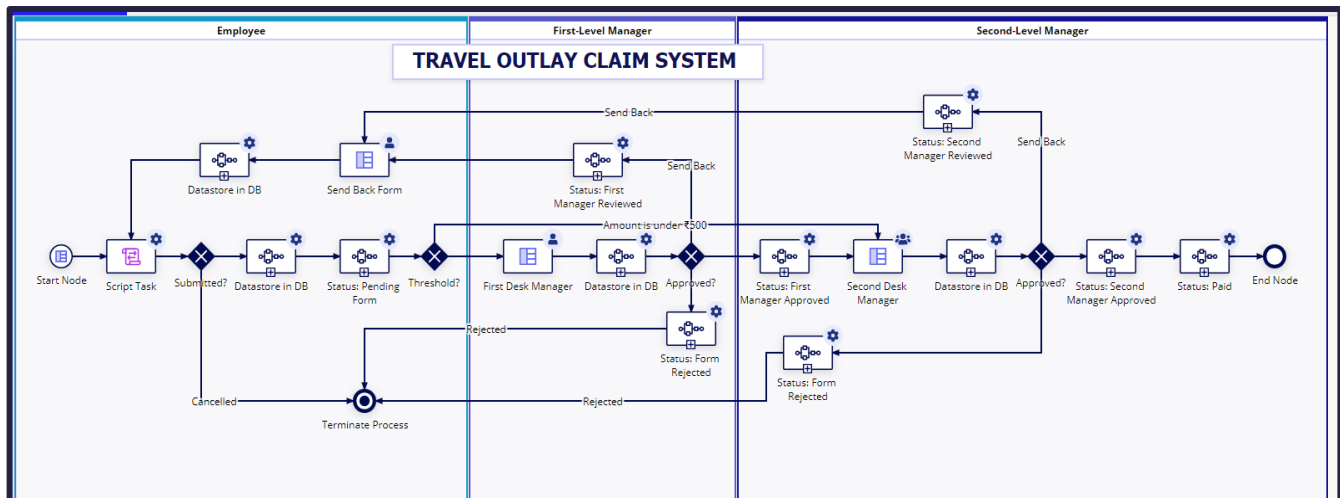 Employee
First-Level Manager
Second-Level Manager
TRAVEL OUTLAY CLAIM SYSTEM
Send Back
Status: Second
Manager Reviewed
Send Back
Datastore in DB
Send Back Form
Status: First
Manager Reviewed
Send Back
Amount is under ₹500
Start Node
Script Task
Submitted?
Datastore in DB
Status: Pending
Form
Threshold?
First Desk Manager
Datastore in DB
Approved?
Status: First
Manager Approved
Second Desk
Manager
Datastore in DB
Approved?
Status: Second
Manager Approved
Status: Paid
End Node
Rejected
Status: Form
Rejected
Status: Form
Rejected
Cancelled
Rejected
Terminate Process